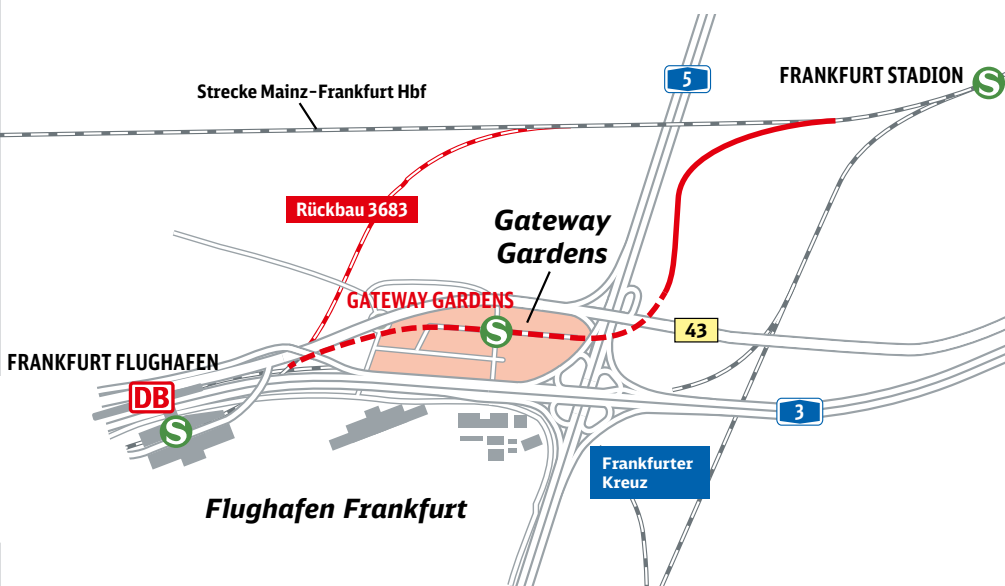 5
FRANKFURT STADION
S
Strecke Mainz–Frankfurt Hbf
Rückbau 3683
Gateway
Gardens
GATEWAY GARDENS
S
43
FRANKFURT FLUGHAFEN
DB
S
3
Frankfurter
Kreuz
Flughafen Frankfurt